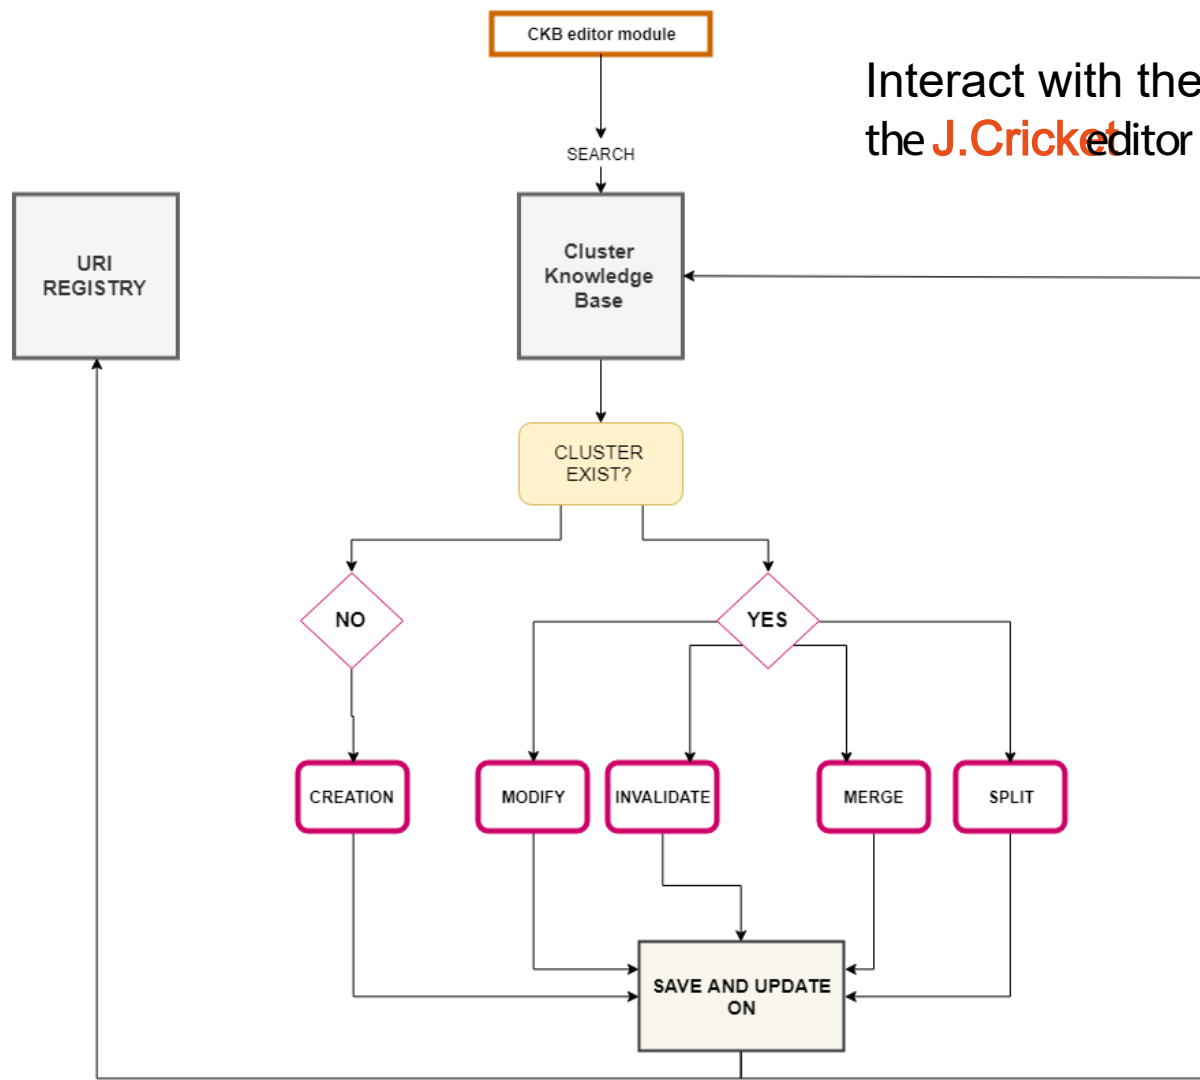 CKB editor module
Interact with the
the J.Cricket editor
SEARCH
URI
REGISTRY
Cluster
Knowledge
Base
CLUSTER
EXIST?
NO
YES
CREATION
MODIFY
INVALIDATE
MERGE
SPLIT
SAVE AND UPDATE
ON